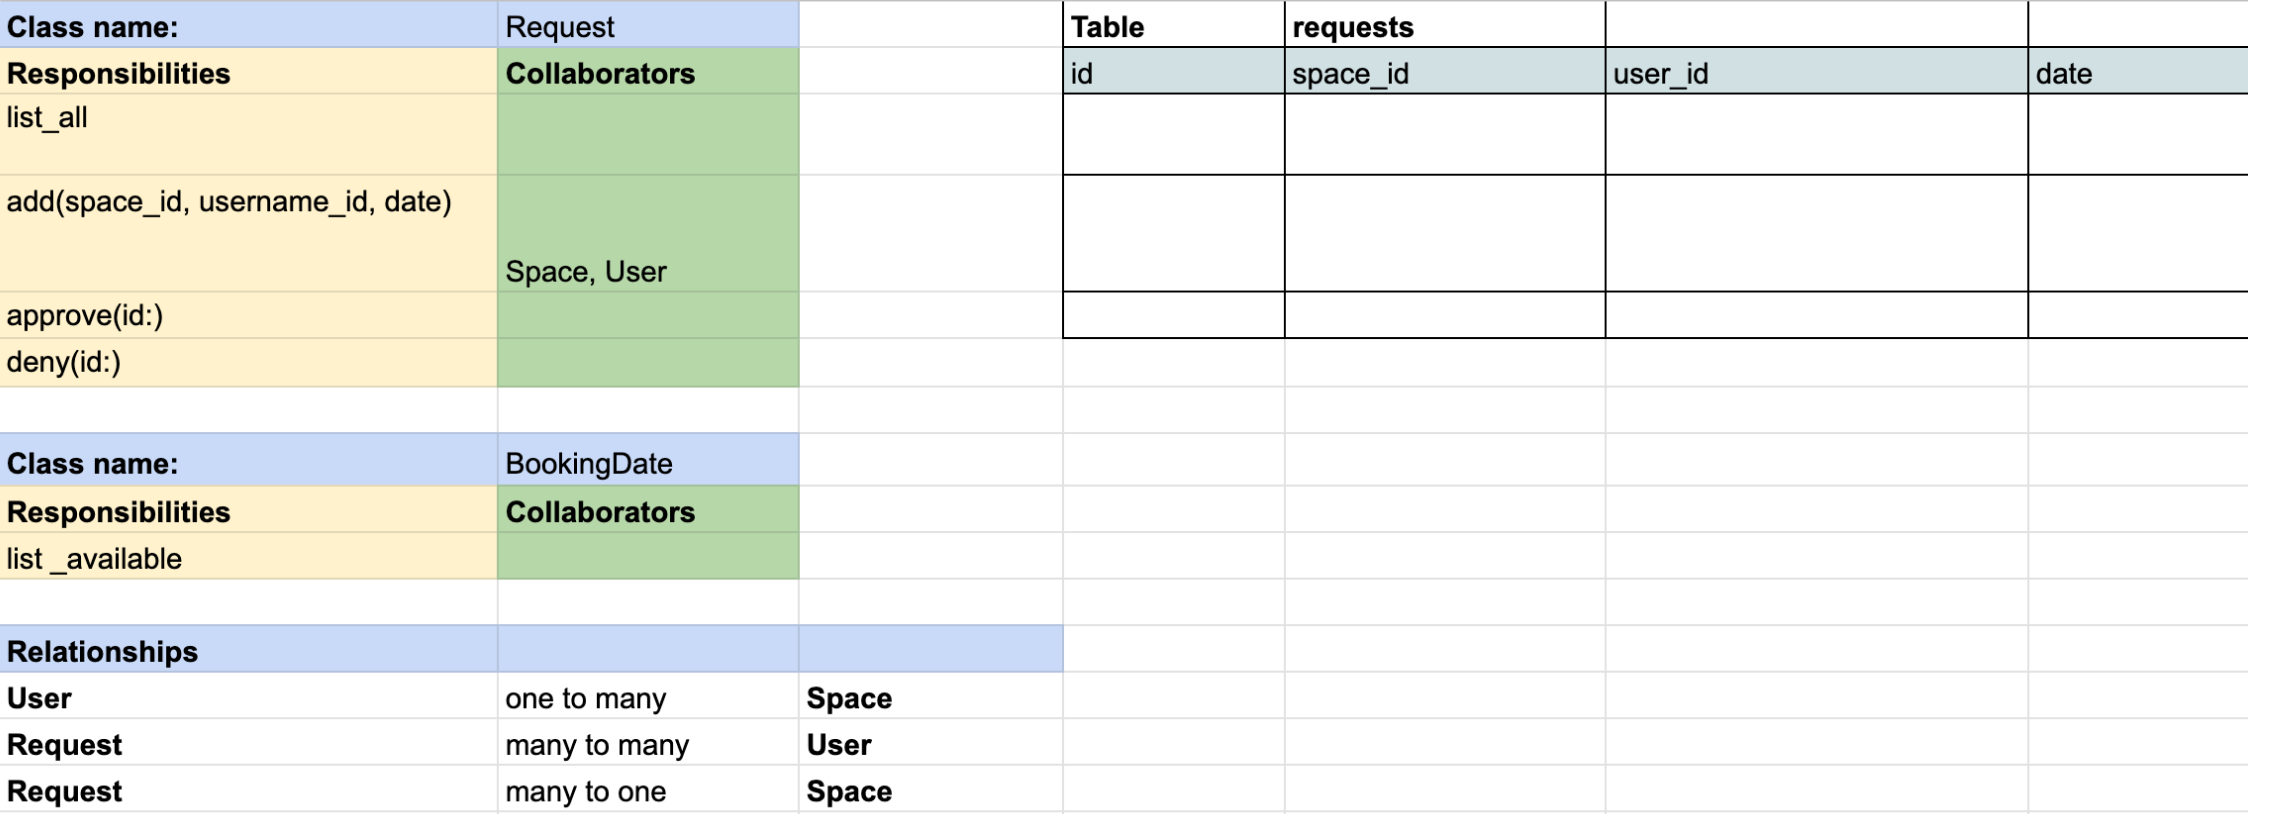 Class name: Request Table requests
Responsibilities Collaborators id space_id user_id date
list_all
add(space_id, username_id, date)
Space, User
approve(id:)
deny(id:)
Class name: BookingDate
Responsibilities Collaborators
list _available
Relationships
User one to many Space
Request many to many User
Request many to one Space